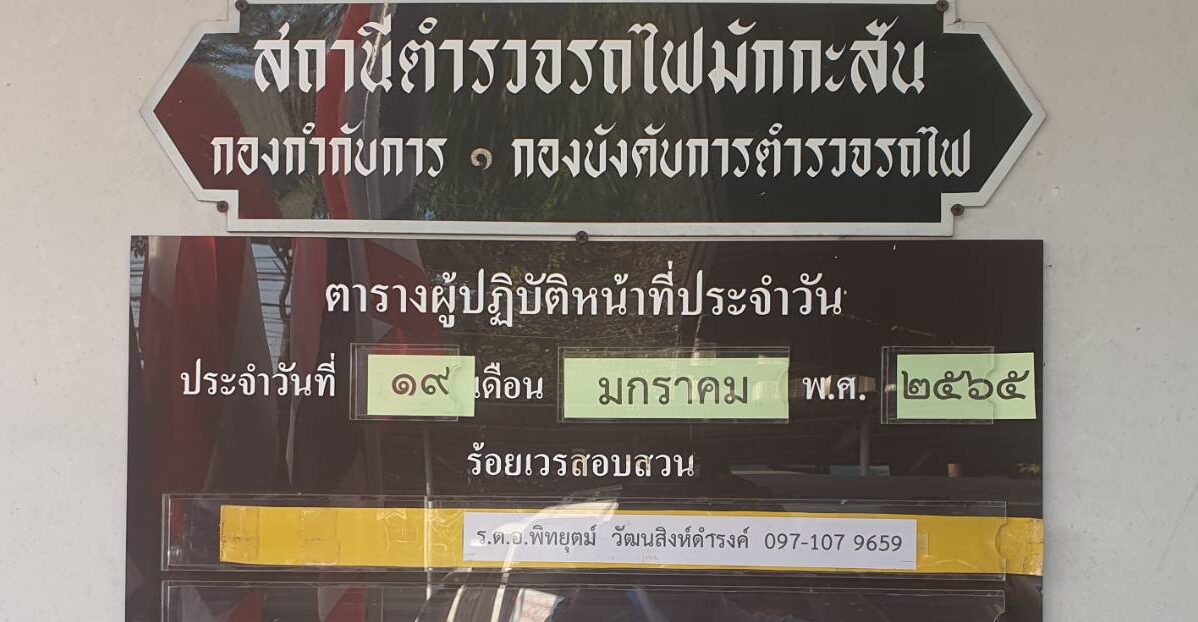 สถานีตำรวจรถไฟมักกะสัน
กองกำกับการ ๑ กองบังคับการตำรวจรถไฟ
ตารางผู้ปฏิบัติหน้าที่ประจำวัน
ประจำวันที่ ๑๙ เดือน มกราคม พ.ศ. ๒๕๖๕
ร้อยเวรสอบสวน
ร.ต.อ.พิทยุตม์ วัฒนสิงห์ดำรงค์ 097-107 9659